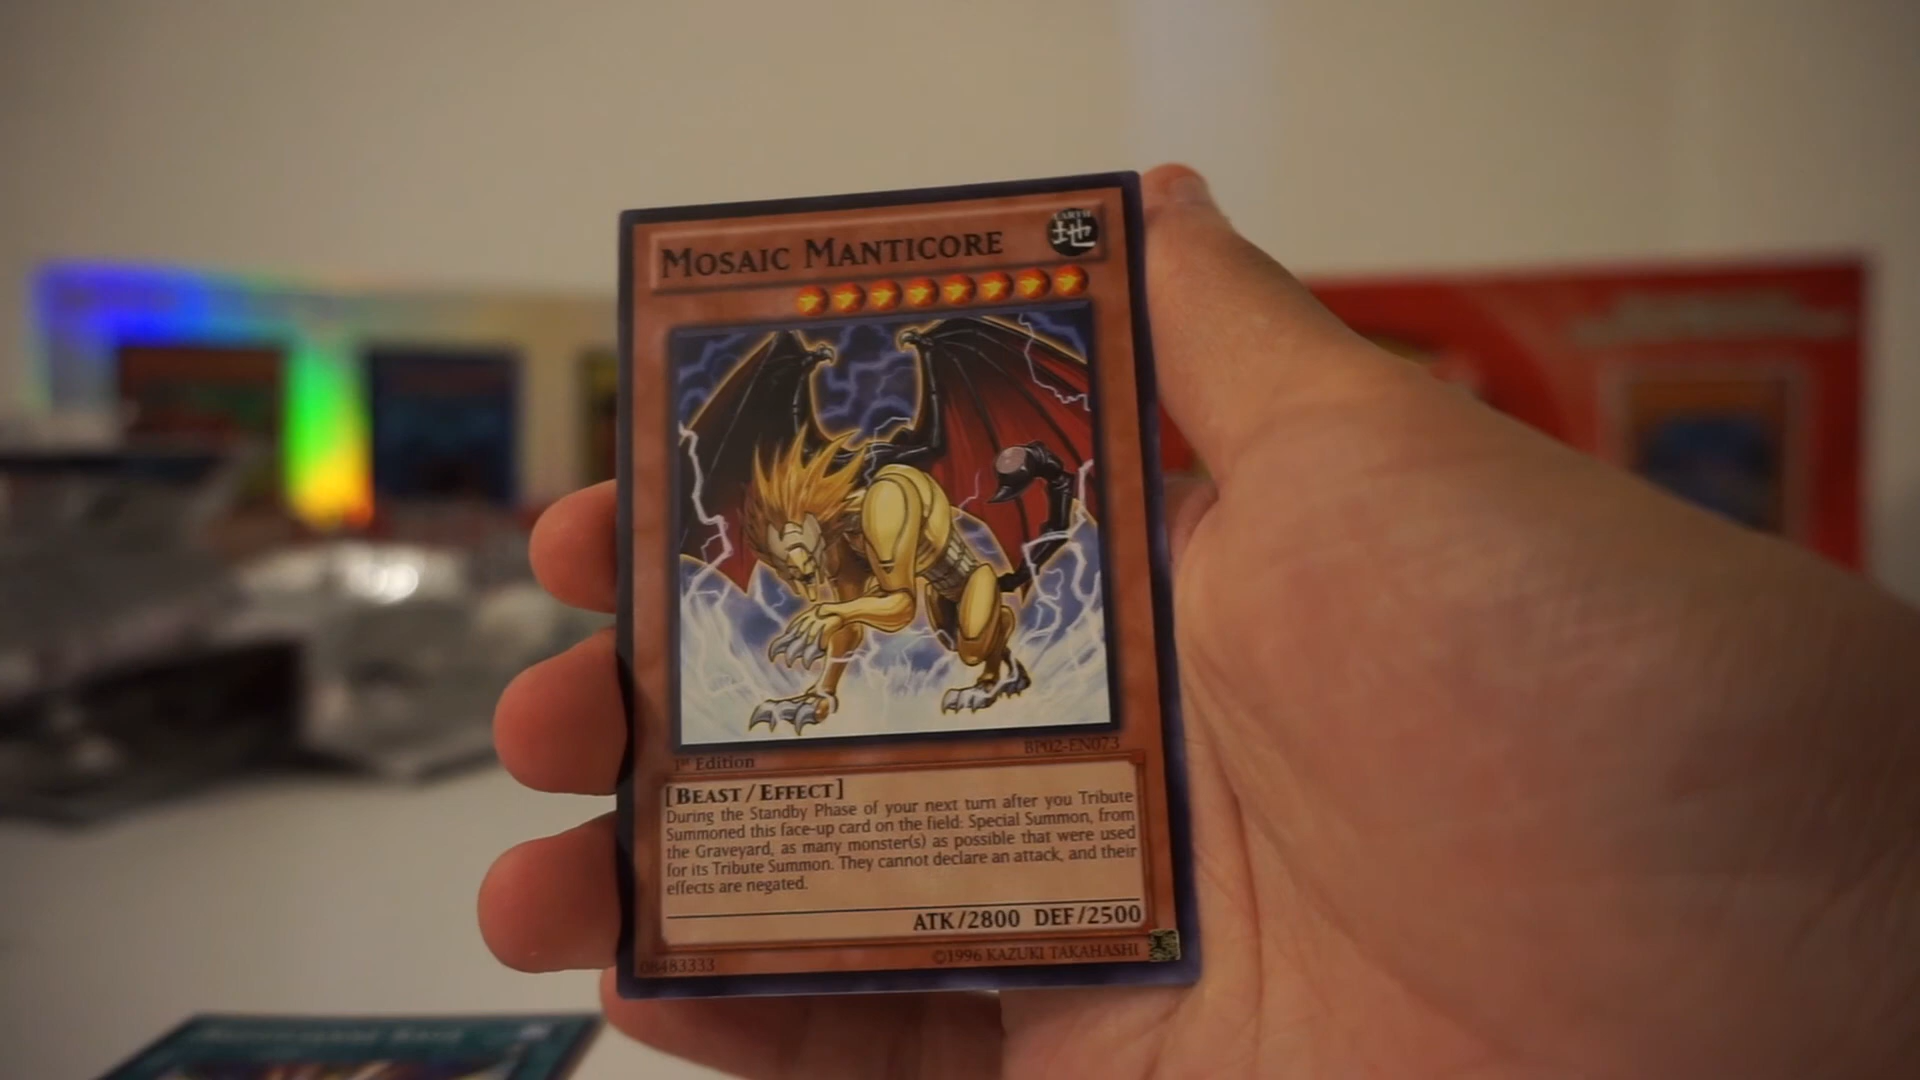 MOSAIC MANTICORE
EARTH
地
BP02-EN073
1st Edition
[BEAST/EFFECT]
During the Standby Phase of your next turn after you Tribute
Summoned this face-up card on the field: Special Summon, from
the Graveyard, as many monster(s) as possible that were used
for its Tribute Summon. They cannot declare an attack, and their
effects are negated.
ATK/2800 DEF/2500
08483333
©1996 KAZUKI TAKAHASHI